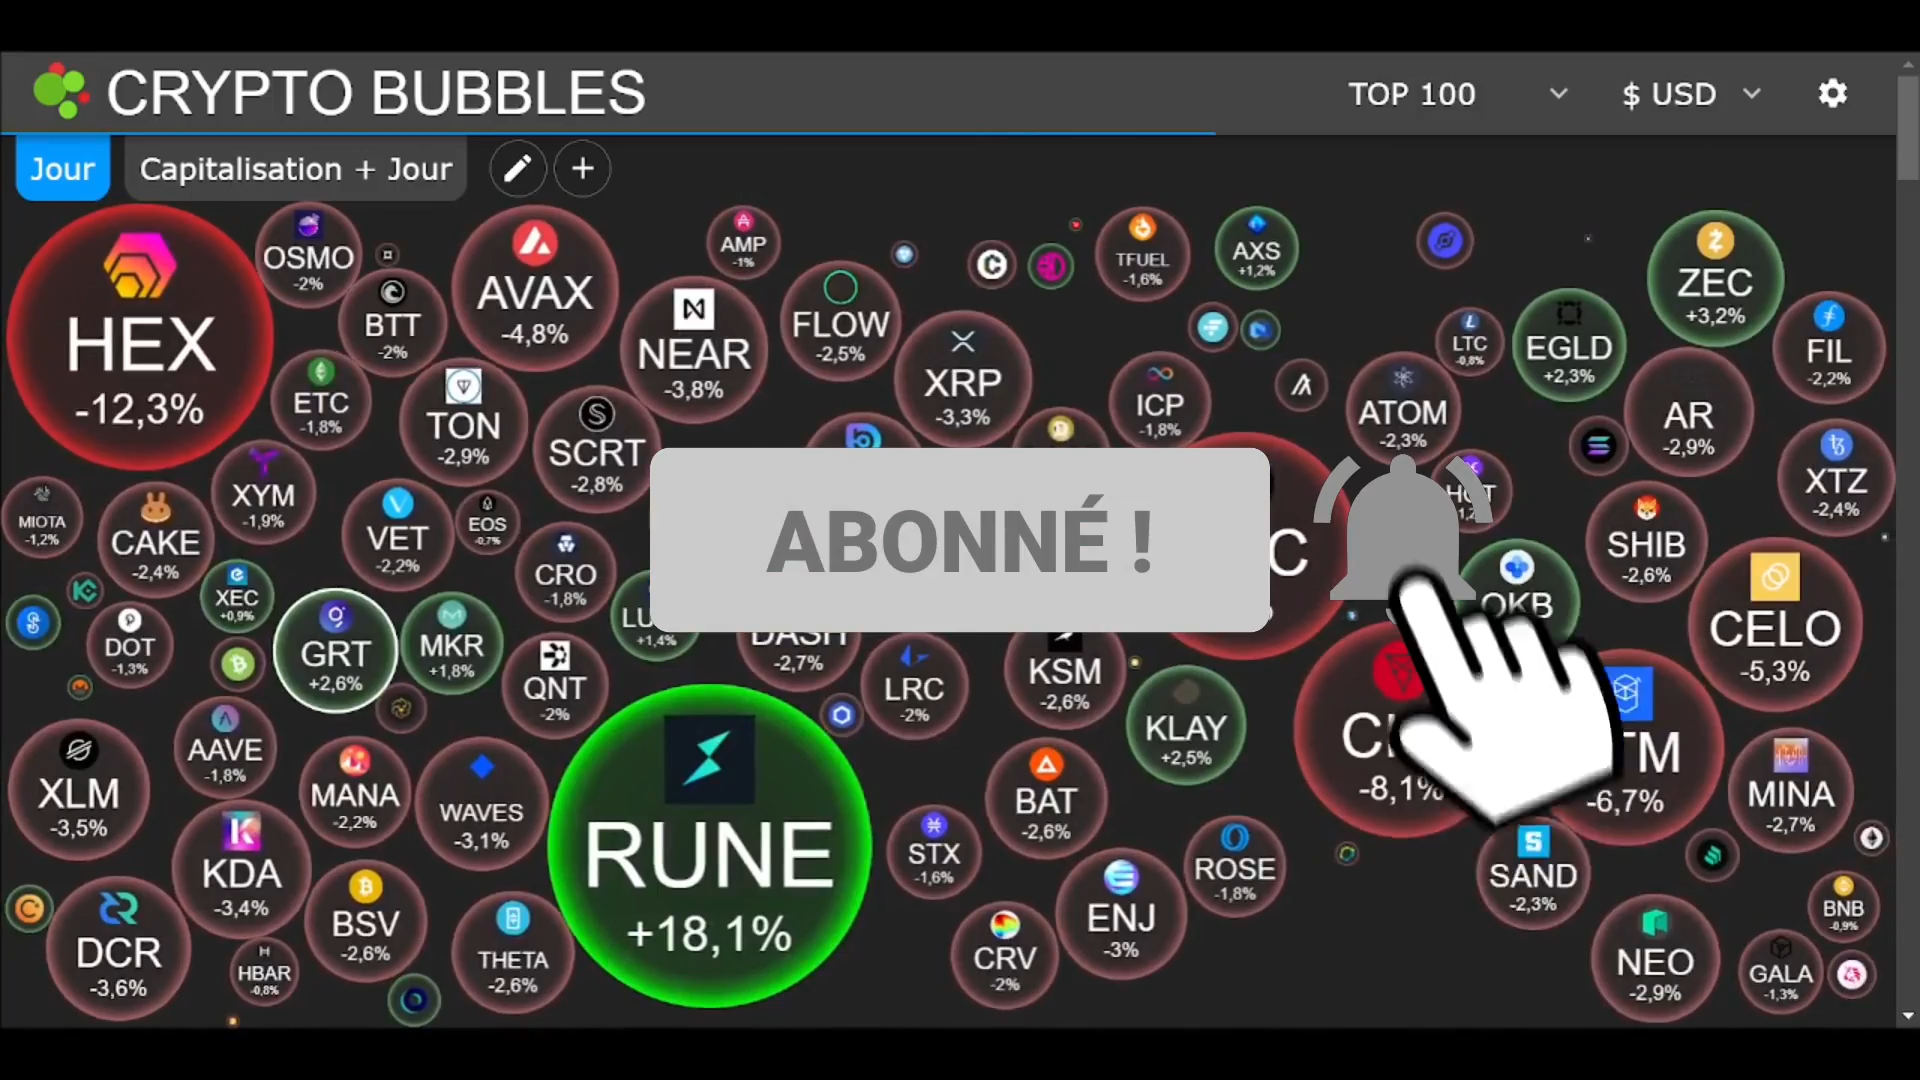 CRYPTO BUBBLES
TOP 100
$ USD
Jour
Capitalisation + Jour
HEX
-12,3%
OSMO
-2%
BTT
-2%
AVAX
-4,8%
AMP
-1%
NEAR
-3,8%
FLOW
-2,5%
XRP
-3,3%
TFUEL
-1,6%
AXS
+1,2%
ICP
-1,8%
LTC
-0,8%
EGLD
+2,3%
ZEC
+3,2%
FIL
-2,2%
ETC
-1,8%
TON
-2,9%
SCRT
-2,8%
ATOM
-2,3%
AR
-2,9%
XTZ
-2,4%
MIOTA
-1,2%
CAKE
-2,4%
XYM
-1,9%
VET
-2,2%
EOS
-0,7%
CRO
-1,8%
ABONNÉ !
C
SHIB
-2,6%
XEC
+0,9%
DOT
-1,3%
GRT
+2,6%
MKR
+1,8%
QNT
-2%
LU
+1,4%
DASH
-2,7%
LRC
-2%
KSM
-2,6%
KLAY
+2,5%
OKB
CELO
-5,3%
XLM
-3,5%
AAVE
-1,8%
MANA
-2,2%
WAVES
-3,1%
RUNE
+18,1%
BAT
-2,6%
-8,1%
TM
-6,7%
MINA
-2,7%
KDA
-3,4%
BSV
-2,6%
STX
-1,6%
ROSE
-1,8%
SAND
-2,3%
DCR
-3,6%
HBAR
-0,8%
THETA
-2,6%
CRV
-2%
ENJ
-3%
NEO
-2,9%
GALA
-1,3%
BNB
-0,9%